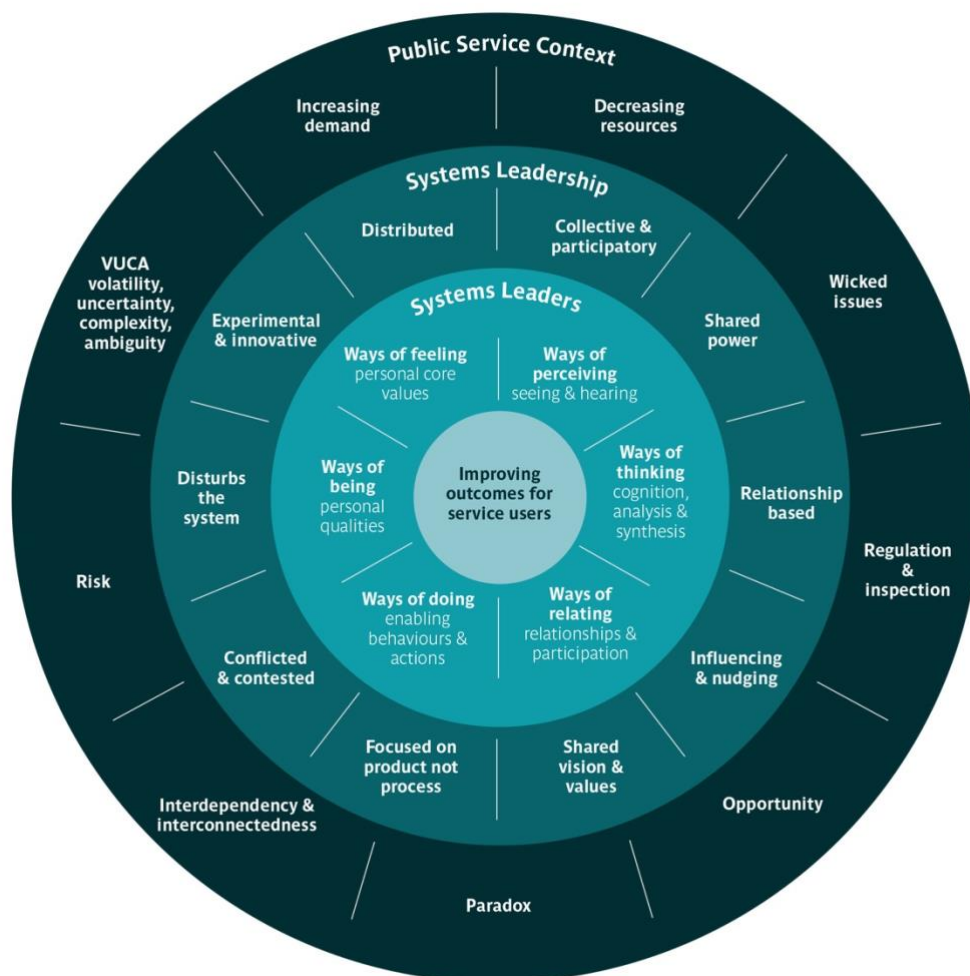 Public Service Context
Increasing
demand
Decreasing
resources
Wicked
issues
Regulation
&
inspection
Opportunity
Paradox
Interdependency &
interconnectedness
Risk
VUCA
volatility,
uncertainty,
complexity,
ambiguity
Systems Leadership
Distributed
Collective &
participatory
Shared
power
Relationship
based
Influencing
& nudging
Shared
vision &
values
Focused on
product not
process
Conflicted
& contested
Disturbs
the
system
Experimental
& innovative
Systems Leaders
Ways of feeling
personal core
values
Ways of
perceiving
seeing & hearing
Ways of
thinking
cognition,
analysis &
synthesis
Ways of
relating
relationships &
participation
Ways of doing
enabling
behaviours &
actions
Ways of
being
personal
qualities
Improving
outcomes for
service users